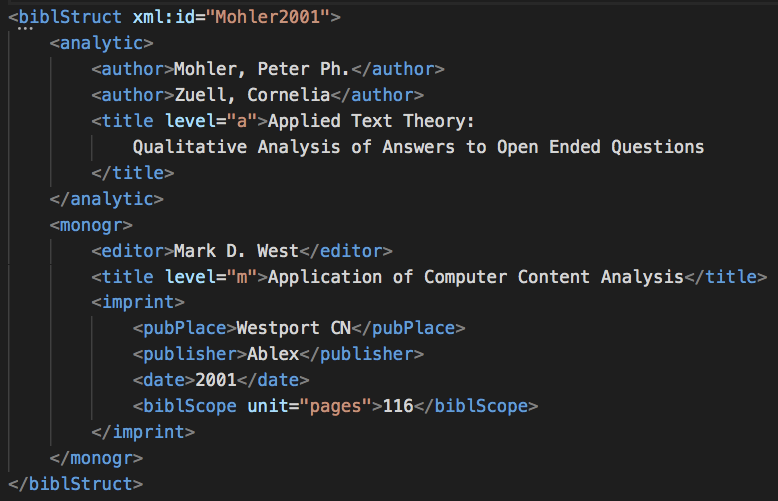 <biblStruct xml:id="Mohler2001">
    <analytic>
        <author>Mohler, Peter Ph.</author>
        <author>Zuell, Cornelia</author>
        <title level="a">Applied Text Theory:
            Qualitative Analysis of Answers to Open Ended Questions
        </title>
    </analytic>
    <monogr>
        <editor>Mark D. West</editor>
        <title level="m">Application of Computer Content Analysis</title>
        <imprint>
            <pubPlace>Westport CN</pubPlace>
            <publisher>Ablex</publisher>
            <date>2001</date>
            <biblScope unit="pages">116</biblScope>
        </imprint>
    </monogr>
</biblStruct>